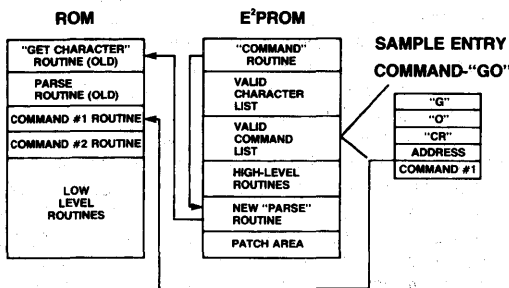 ROM
"GET CHARACTER"
ROUTINE (OLD)
PARSE
ROUTINE (OLD)
COMMAND #1 ROUTINE
COMMAND #2 ROUTINE
LOW
LEVEL
ROUTINES
E²PROM
"COMMAND"
ROUTINE
VALID
CHARACTER
LIST
VALID
COMMAND
LIST
HIGH-LEVEL
ROUTINES
NEW "PARSE"
ROUTINE
PATCH AREA
SAMPLE ENTRY
COMMAND-"GO"
"G"
"O"
"CR"
ADDRESS
COMMAND #1